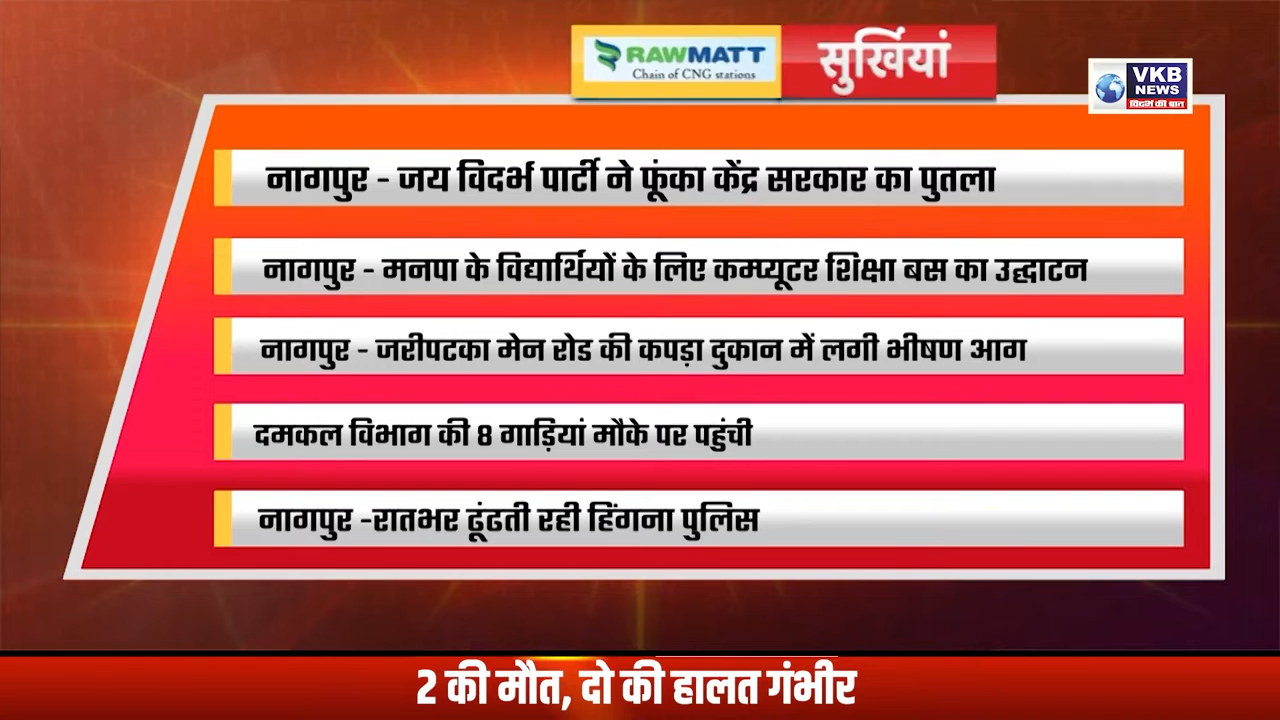 RAWMATT
Chain of CNG stations
सुर्खियां
VKB
NEWS
विदर्भ की बात
नागपुर - जय विदर्भ पार्टी ने फूंका केंद्र सरकार का पुतला
नागपुर - मनपा के विद्यार्थियों के लिए कम्प्यूटर शिक्षा बस का उद्घाटन
नागपुर - जरीपटका मेन रोड की कपड़ा दुकान में लगी भीषण आग
दमकल विभाग की 8 गाड़ियां मौके पर पहुंची
नागपुर -रातभर ढूंढती रही हिंगना पुलिस
2 की मौत, दो की हालत गंभीर